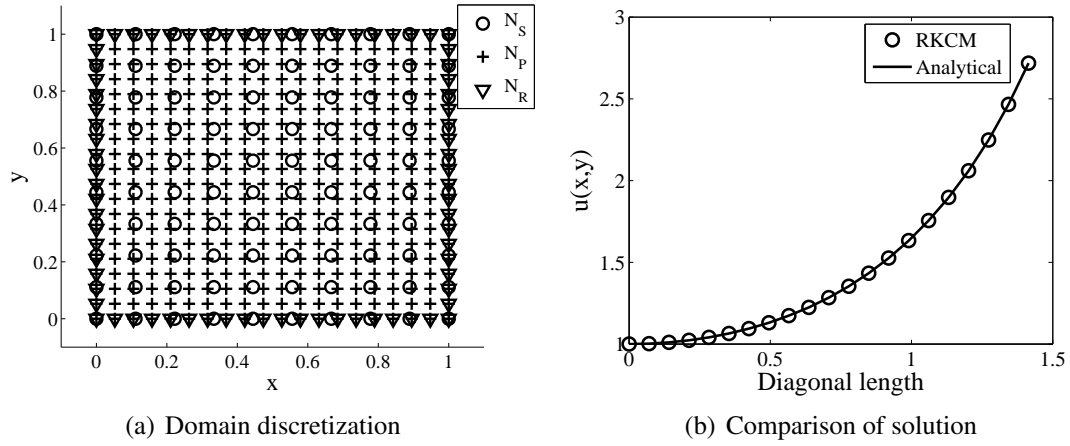 N_S
N_P
N_R
1
0.8
0.6
0.4
0.2
0
y
0
0.2
0.4
0.6
0.8
1
x
(a) Domain discretization
3
2.5
2
1.5
1
u(x,y)
RKCM
Analytical
0
0.5
1
1.5
Diagonal length
(b) Comparison of solution